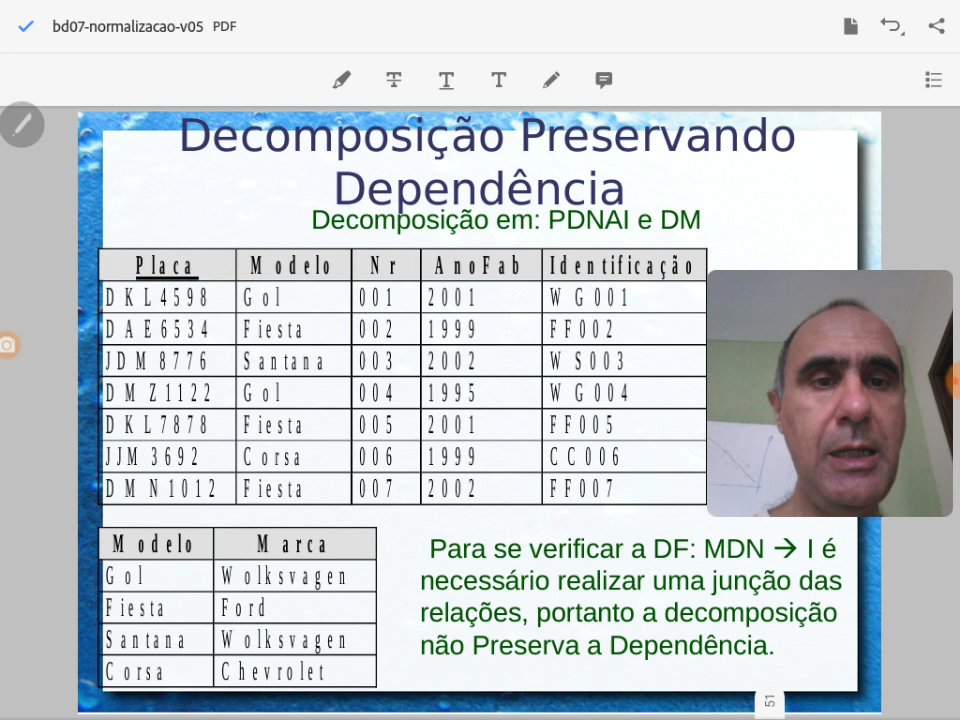 bd07-normalizacao-v05 PDF
Decomposição Preservando
Dependência
Decomposição em: PDNAI e DM
Placa Modelo Nr AnoFab Identificação
DKL4598 Gol 001 2001 WG001
DAE6534 Fiesta 002 1999 FF002
JDM8776 Santana 003 2002 WS003
DMZ1122 Gol 004 1995 WG004
DKL7878 Fiesta 005 2001 FF005
JJM3692 Corsa 006 1999 CC006
DMN1012 Fiesta 007 2002 FF007
Modelo Marca
Gol Wolksvagen
Fiesta Ford
Santana Wolksvagen
Corsa Chevrolet
Para se verificar a DF: MDN → I é
necessário realizar uma junção das
relações, portanto a decomposição
não Preserva a Dependência.
51